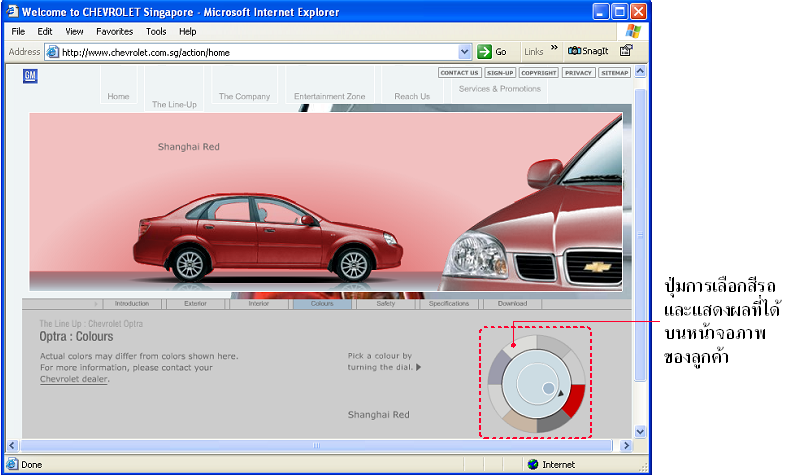 Welcome to CHEVROLET Singapore - Microsoft Internet Explorer
File Edit View Favorites Tools Help
Address http://www.chevrolet.com.sg/action/home Go Links » SnagIt
GM
CONTACT US SIGN-UP COPYRIGHT PRIVACY SITEMAP
Home The Line-Up The Company Entertainment Zone Reach Us Services & Promotions
Shanghai Red
Introduction Exterior Interior Colours Safety Specifications Download
The Line Up : Chevrolet Optra
Optra : Colours
Actual colors may differ from colors shown here.
For more information, please contact your
Chevrolet dealer.
Pick a colour by
turning the dial.
Shanghai Red
Done Internet
ปุ่มการเลือกสีรถ
และแสดงผลที่ได้
บนหน้าจอภาพ
ของลูกค้า